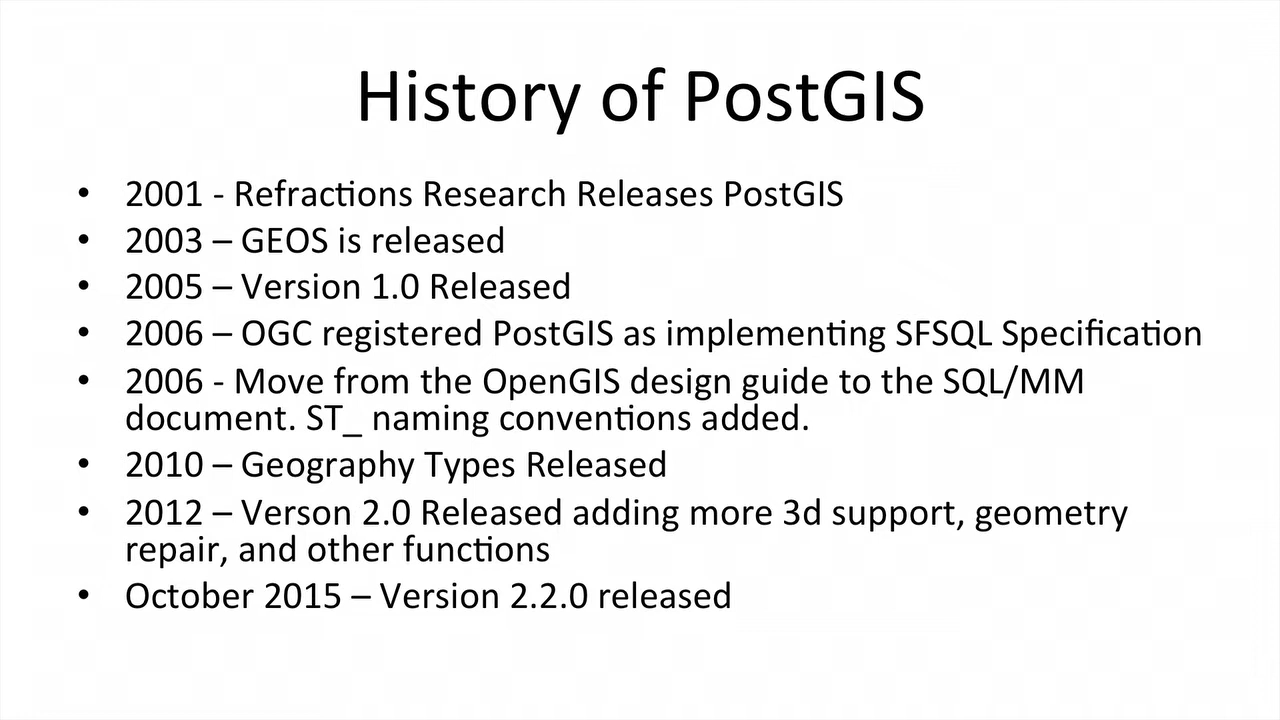 History of PostGIS
• 2001 - Refractions Research Releases PostGIS
• 2003 – GEOS is released
• 2005 – Version 1.0 Released
• 2006 – OGC registered PostGIS as implementing SFSQL Specification
• 2006 - Move from the OpenGIS design guide to the SQL/MM
document. ST_ naming conventions added.
• 2010 – Geography Types Released
• 2012 – Verson 2.0 Released adding more 3d support, geometry
repair, and other functions
• October 2015 – Version 2.2.0 released